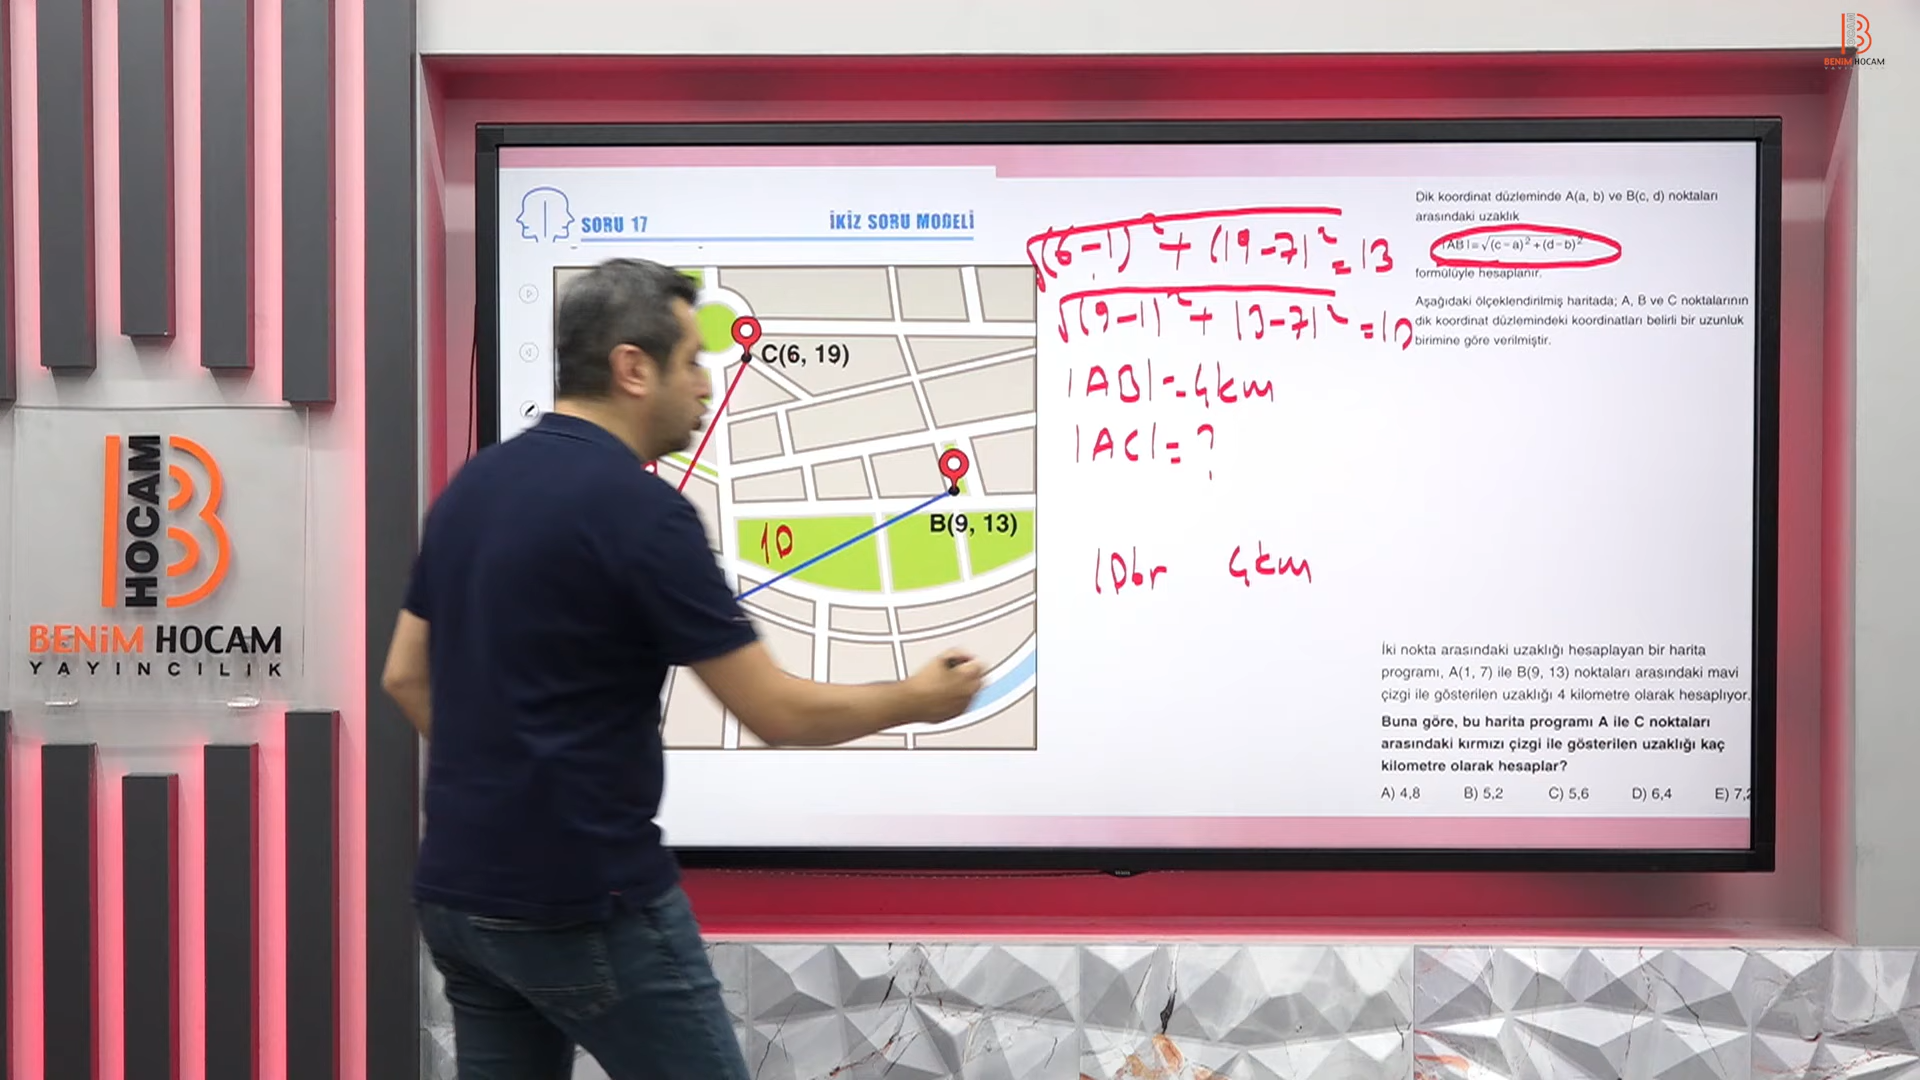 BENiM HOCAM
YAYINCILIK
SORU 17
İKİZ SORU MODELİ
C(6, 19)
B(9, 13)
10
√(6-1)² + (19-7)² = 13
√(9-1)² + 13-7)² = 10
|AB| = 4km
|AC| = ?
10br 4km
Dik koordinat düzleminde A(a, b) ve B(c, d) noktaları
arasındaki uzaklık
|AB| = √(c – a)² + (d – b)²
formülüyle hesaplanır.
Aşağıdaki ölçeklendirilmiş haritada; A, B ve C noktalarının
dik koordinat düzlemindeki koordinatları belirli bir uzunluk
birimine göre verilmiştir.
İki nokta arasındaki uzaklığı hesaplayan bir harita
programı, A(1, 7) ile B(9, 13) noktaları arasındaki mavi
çizgi ile gösterilen uzaklığı 4 kilometre olarak hesaplıyor.
Buna göre, bu harita programı A ile C noktaları
arasındaki kırmızı çizgi ile gösterilen uzaklığı kaç
kilometre olarak hesaplar?
A) 4,8 B) 5,2 C) 5,6 D) 6,4 E) 7,2
HOCAM
BENiM HOCAM
YAYINCILIK